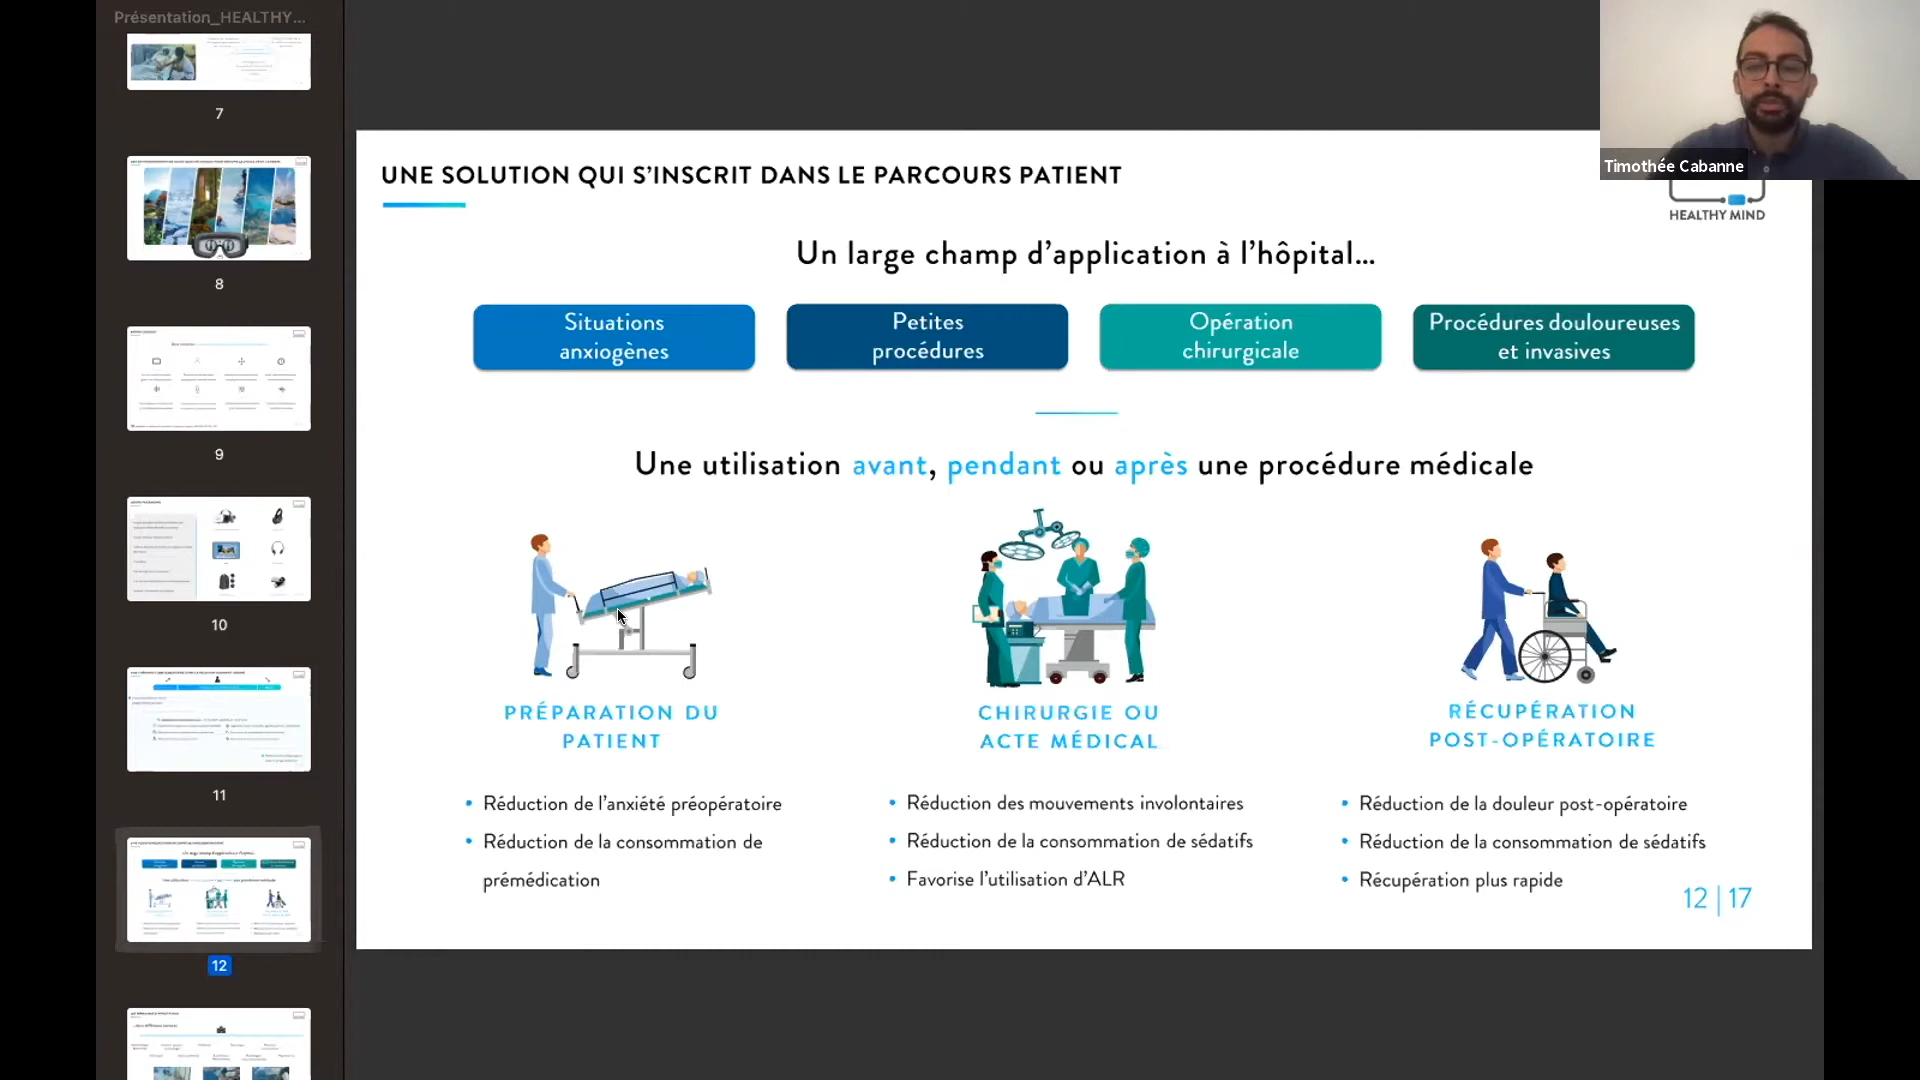 Présentation_HEALTHY...
7
8
9
10
11
12
Timothée Cabanne
UNE SOLUTION QUI S'INSCRIT DANS LE PARCOURS PATIENT
HEALTHY MIND
Un large champ d'application à l'hôpital...
Situations
anxiogènes
Petites
procédures
Opération
chirurgicale
Procédures douloureuses
et invasives
Une utilisation avant, pendant ou après une procédure médicale
PRÉPARATION DU
PATIENT
• Réduction de l'anxiété préopératoire
• Réduction de la consommation de
prémédication
CHIRURGIE OU
ACTE MÉDICAL
• Réduction des mouvements involontaires
• Réduction de la consommation de sédatifs
• Favorise l'utilisation d'ALR
RÉCUPÉRATION
POST-OPÉRATOIRE
• Réduction de la douleur post-opératoire
• Réduction de la consommation de sédatifs
• Récupération plus rapide
12 | 17